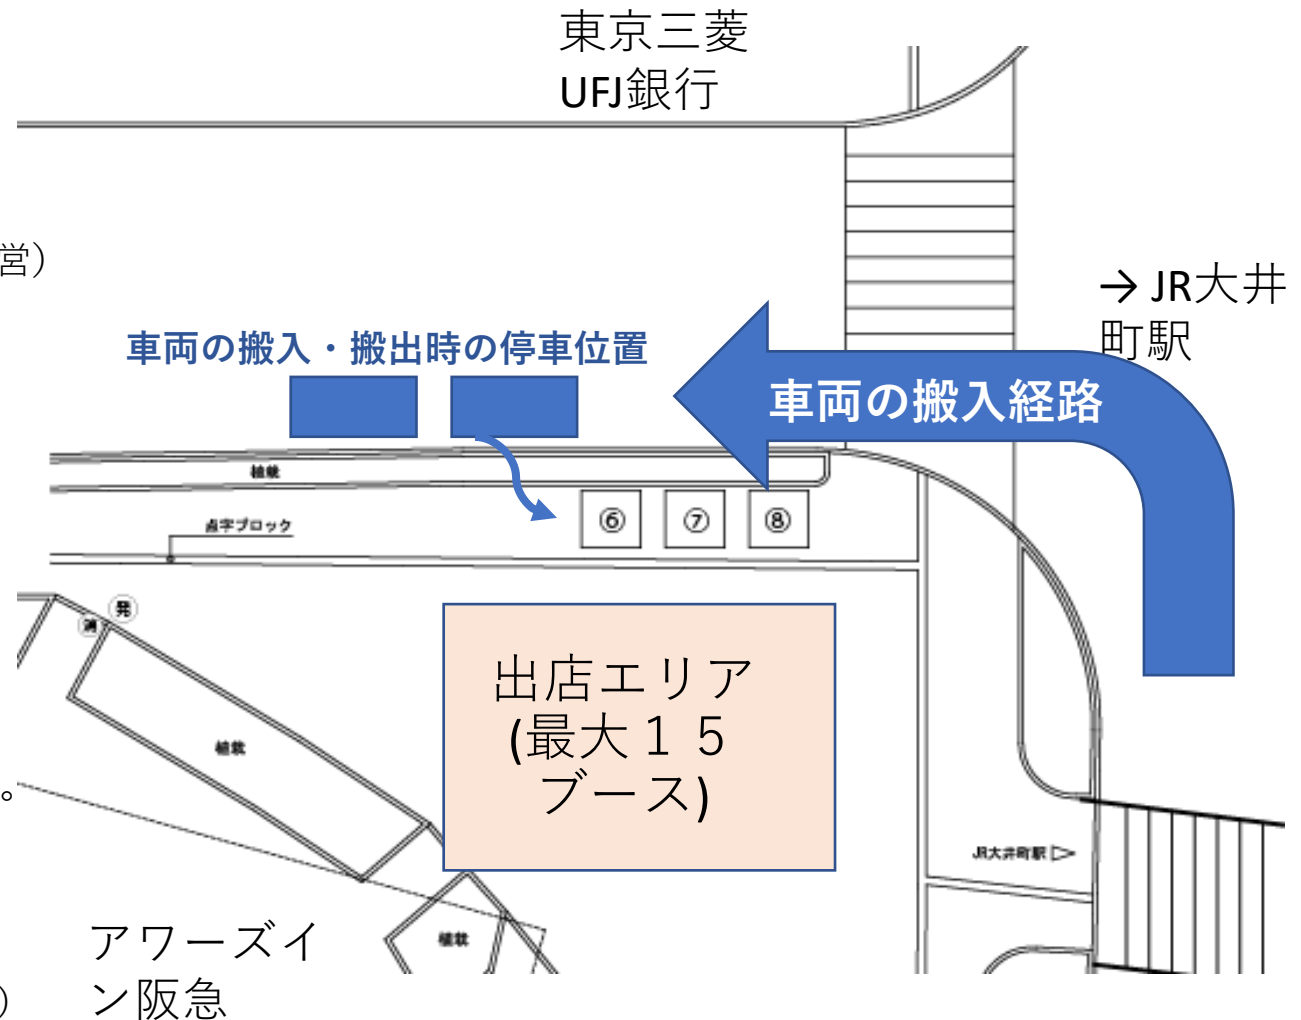 東京三菱
UFJ銀行
営）
→ JR大井
町駅
車両の搬入・搬出時の停車位置
車両の搬入経路
植栽
⑥
⑦
⑧
点字ブロック
発
消
出店エリア
(最大１５
ブース)
植栽
。
JR大井町駅
植栽
アワーズイ
ン阪急
）